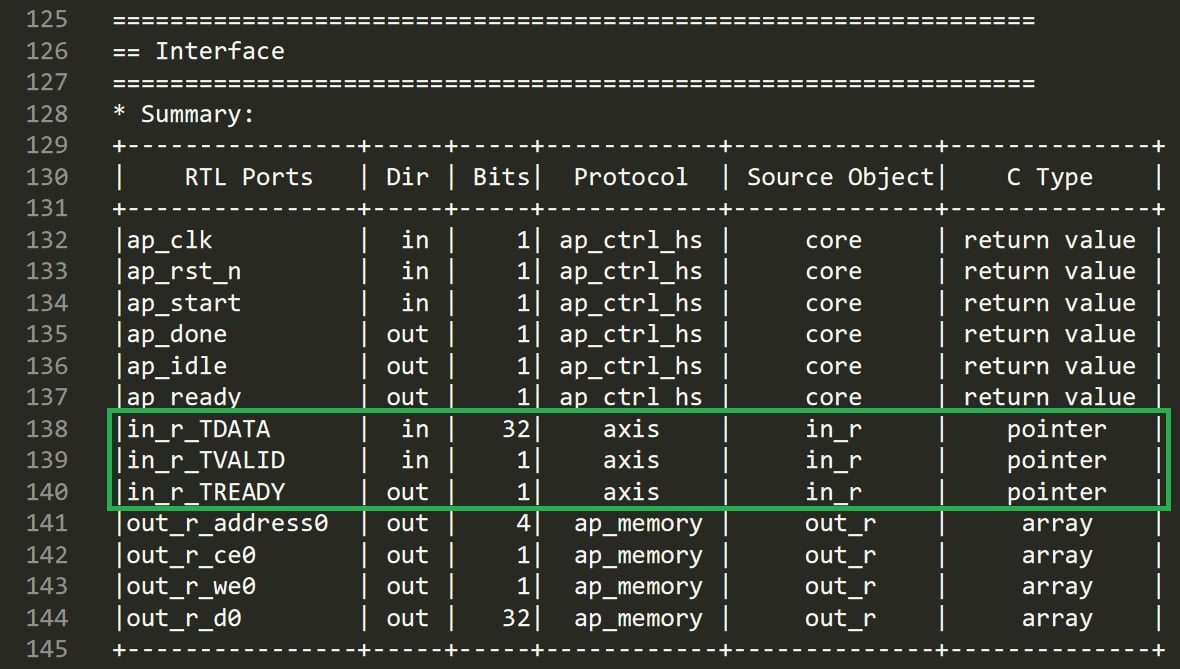 125 ================================================================
126 == Interface
127 ================================================================
128 * Summary:
129 +----------------+-----+-----+------------+--------------+--------------+
130 |    RTL Ports   | Dir | Bits|  Protocol  | Source Object|    C Type    |
131 +----------------+-----+-----+------------+--------------+--------------+
132 |ap_clk          |  in |    1| ap_ctrl_hs |     core     | return value |
133 |ap_rst_n        |  in |    1| ap_ctrl_hs |     core     | return value |
134 |ap_start        |  in |    1| ap_ctrl_hs |     core     | return value |
135 |ap_done         | out |    1| ap_ctrl_hs |     core     | return value |
136 |ap_idle         | out |    1| ap_ctrl_hs |     core     | return value |
137 |ap_ready        | out |    1| ap_ctrl_hs |     core     | return value |
138 |in_r_TDATA      |  in |   32|    axis    |     in_r     |    pointer   |
139 |in_r_TVALID     |  in |    1|    axis    |     in_r     |    pointer   |
140 |in_r_TREADY     | out |    1|    axis    |     in_r     |    pointer   |
141 |out_r_address0  | out |    4|  ap_memory |     out_r    |     array    |
142 |out_r_ce0       | out |    1|  ap_memory |     out_r    |     array    |
143 |out_r_we0       | out |    1|  ap_memory |     out_r    |     array    |
144 |out_r_d0        | out |   32|  ap_memory |     out_r    |     array    |
145 +----------------+-----+-----+------------+--------------+--------------+